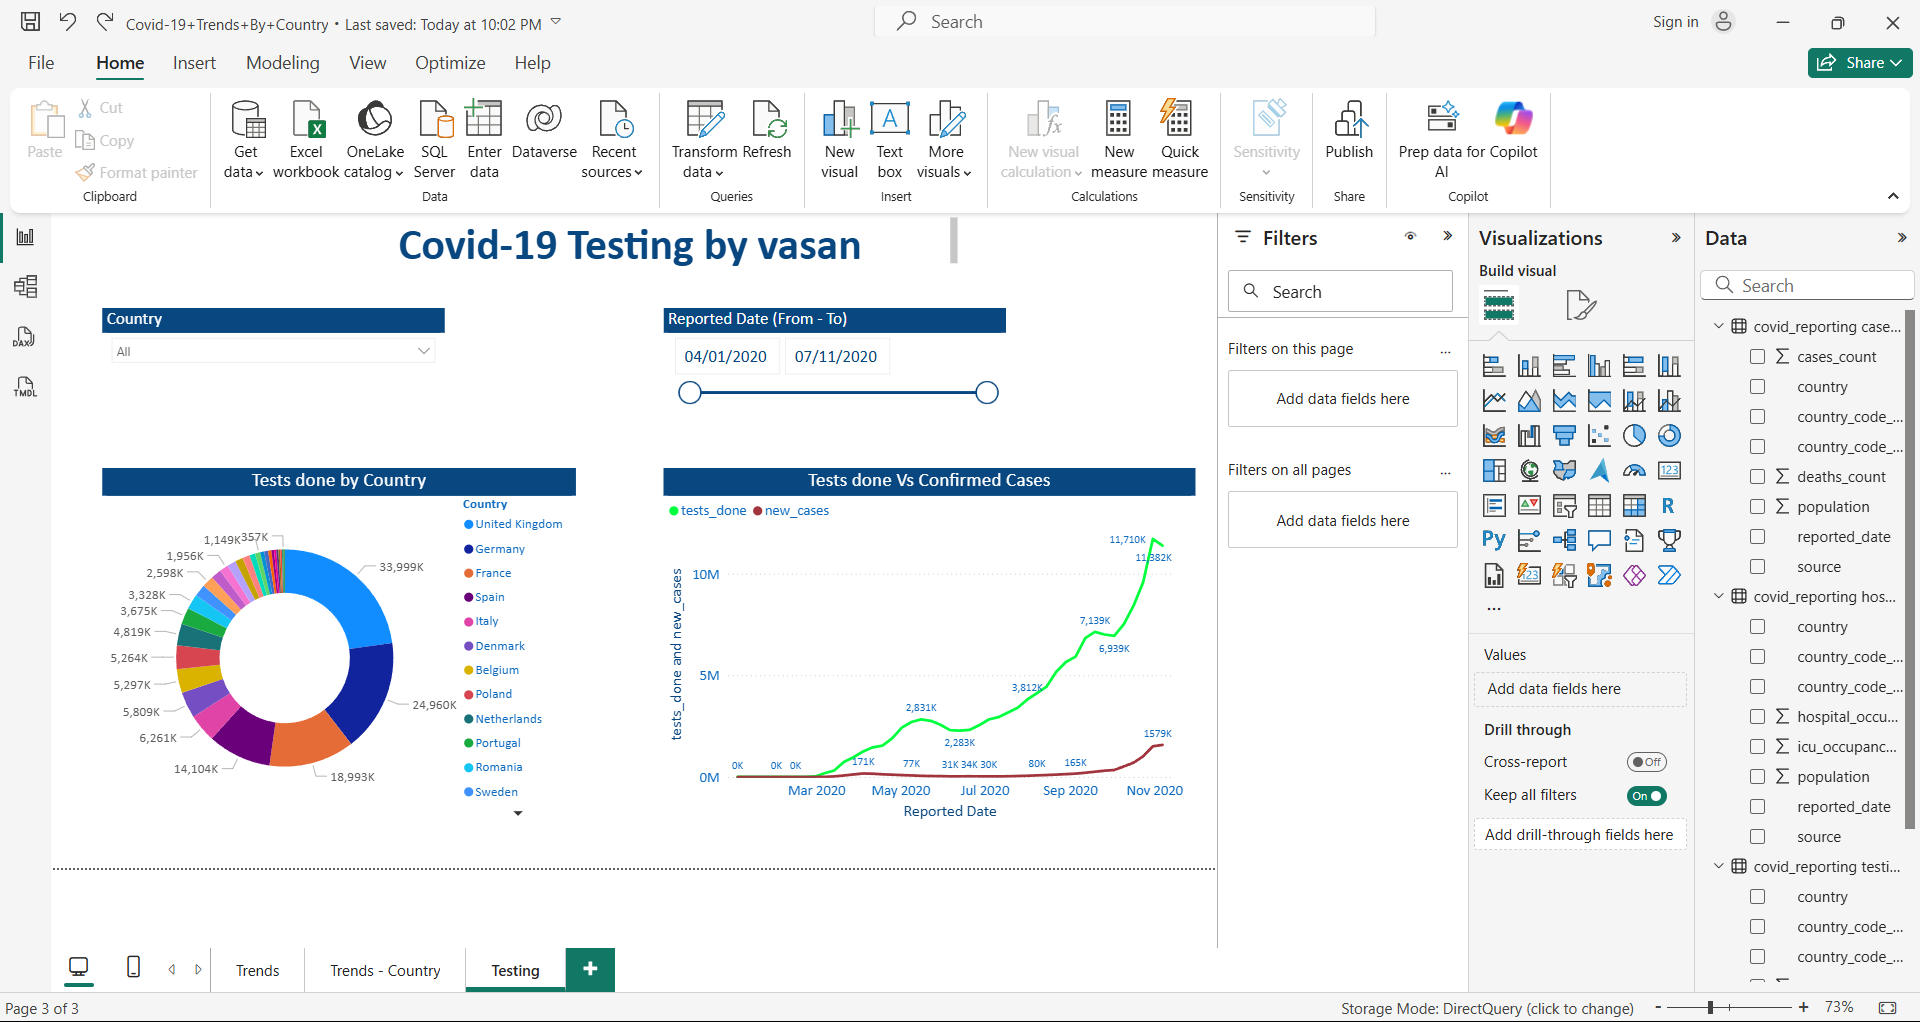 Covid-19+Trends+By+Country • Last saved: Today at 10:02 PM
Search
Sign in
File Home Insert Modeling View Optimize Help
Share
Paste
Cut
Copy
Format painter
Clipboard
Get data
Excel workbook
OneLake catalog
SQL Server
Enter data
Dataverse
Recent sources
Data
Transform data
Refresh
Queries
New visual
A
Text box
More visuals
Insert
New visual calculation
New measure
Quick measure
Calculations
Sensitivity
Sensitivity
Publish
Share
Prep data for AI
Copilot
Copilot
DAX
TMDL
Covid-19 Testing by vasan
Country
All
Reported Date (From - To)
04/01/2020 07/11/2020
Tests done by Country
33,999K
24,960K
18,993K
14,104K
6,261K
5,809K
5,297K
5,264K
4,819K
3,675K
3,328K
2,598K
1,956K
1,149K
357K
Country
United Kingdom
Germany
France
Spain
Italy
Denmark
Belgium
Poland
Netherlands
Portugal
Romania
Sweden
Tests done Vs Confirmed Cases
tests_done new_cases
tests_done and new_cases
10M
5M
0M
11,710K
11,382K
7,139K
6,939K
3,812K
2,831K
2,283K
1579K
0K 0K 0K 171K 77K 31K 34K 30K 80K 165K
Mar 2020 May 2020 Jul 2020 Sep 2020 Nov 2020
Reported Date
Filters
Search
Filters on this page ...
Add data fields here
Filters on all pages ...
Add data fields here
Visualizations
Build visual
123
R
Py
123
...
Values
Add data fields here
Drill through
Cross-report Off
Keep all filters On
Add drill-through fields here
Data
Search
covid_reporting case...
cases_count
country
country_code_...
country_code_...
deaths_count
population
reported_date
source
covid_reporting hos...
country
country_code_...
country_code_...
hospital_occu...
icu_occupanc...
population
reported_date
source
covid_reporting testi...
country
country_code_...
country_code_...
Trends Trends - Country Testing +
Page 3 of 3
Storage Mode: DirectQuery (click to change) - + 73%